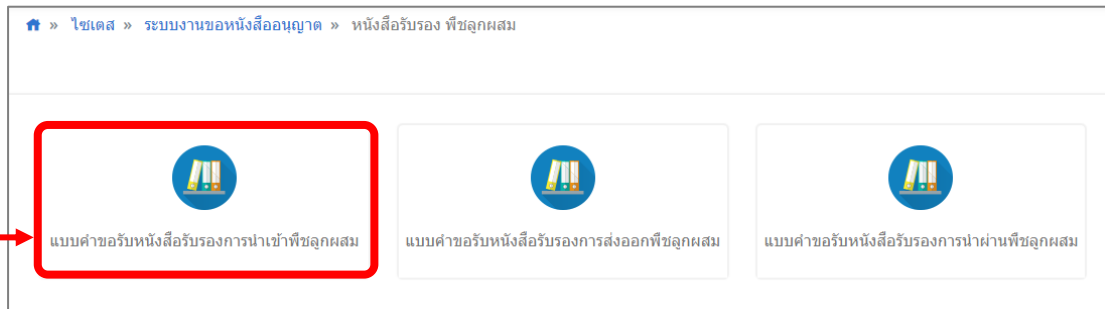 » ไซเตส » ระบบงานขอหนังสืออนุญาต » หนังสือรับรอง พืชลูกผสม
แบบคำขอรับหนังสือรับรองการนำเข้าพืชลูกผสม
แบบคำขอรับหนังสือรับรองการส่งออกพืชลูกผสม
แบบคำขอรับหนังสือรับรองการนำผ่านพืชลูกผสม